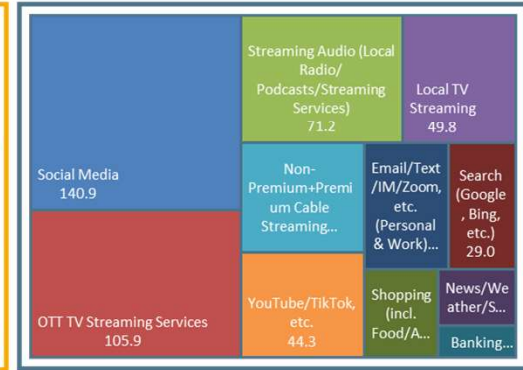 Social Media
140.9
OTT TV Streaming Services
105.9
Streaming Audio (Local
Radio/
Podcasts/Streaming
Services)
71.2
Local TV
Streaming
49.8
Non-
Premium+Premi
um Cable
Streaming...
YouTube/TikTok,
etc.
44.3
Email/Text
/IM/Zoom,
etc.
(Personal
& Work)...
Search
(Google
, Bing,
etc.)
29.0
Shopping
(incl.
Food/A...
News/We
ather/S...
Banking...